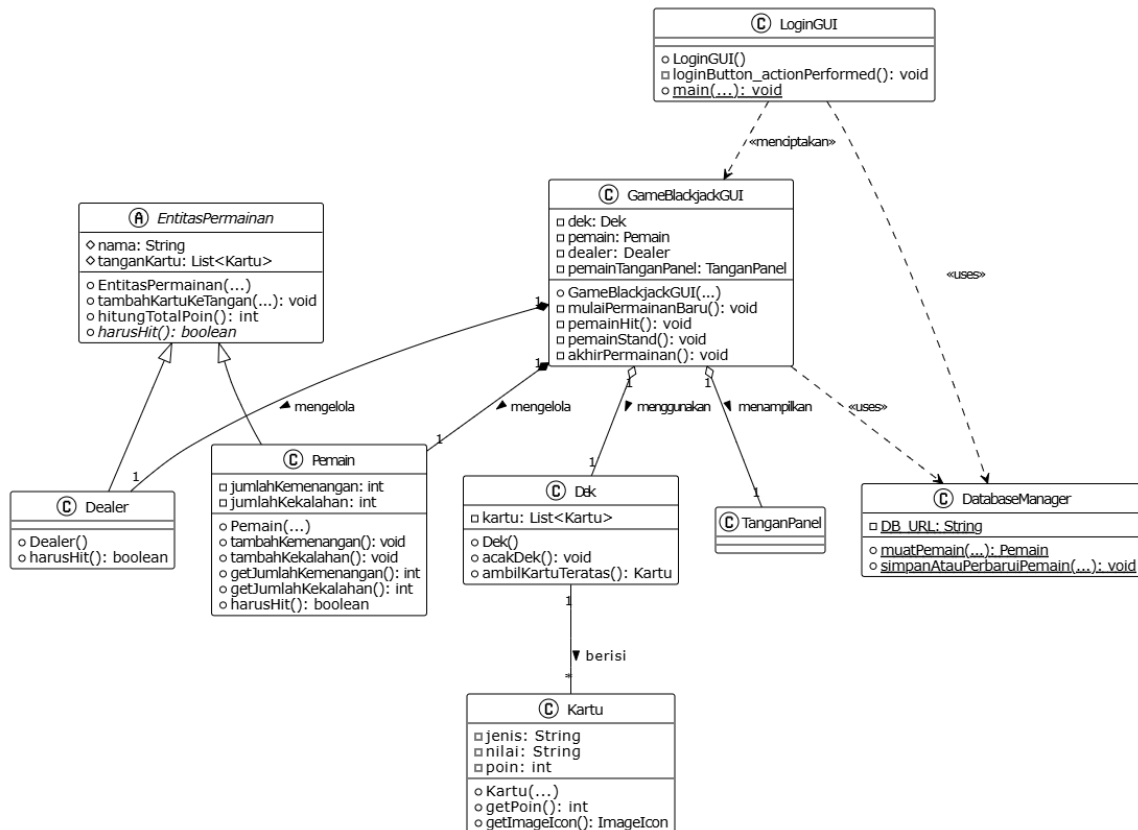 C LoginGUI
LoginGUI()
loginButton_actionPerformed(): void
main(...): void
«menciptakan»
«uses»
C GameBlackjackGUI
dek: Dek
pemain: Pemain
dealer: Dealer
pemainTanganPanel: TanganPanel
GameBlackjackGUI(...)
mulaiPermainanBaru(): void
pemainHit(): void
pemainStand(): void
akhirPermainan(): void
A EntitasPermainan
nama: String
tanganKartu: List<Kartu>
EntitasPermainan(...)
tambahKartuKeTangan(...): void
hitungTotalPoin(): int
harusHit(): boolean
1
1
1
1
mengelola
mengelola
menggunakan
menampilkan
«uses»
1
1
1
1
C Dealer
Dealer()
harusHit(): boolean
C Pemain
jumlahKemenangan: int
jumlahKekalahan: int
Pemain(...)
tambahKemenangan(): void
tambahKekalahan(): void
getJumlahKemenangan(): int
getJumlahKekalahan(): int
harusHit(): boolean
C Dek
kartu: List<Kartu>
Dek()
acakDek(): void
ambilKartuTeratas(): Kartu
C TanganPanel
C DatabaseManager
DB_URL: String
muatPemain(...): Pemain
simpanAtauPerbaruiPemain(...): void
1
berisi
*
C Kartu
jenis: String
nilai: String
poin: int
Kartu(...)
getPoin(): int
getImageIcon(): ImageIcon